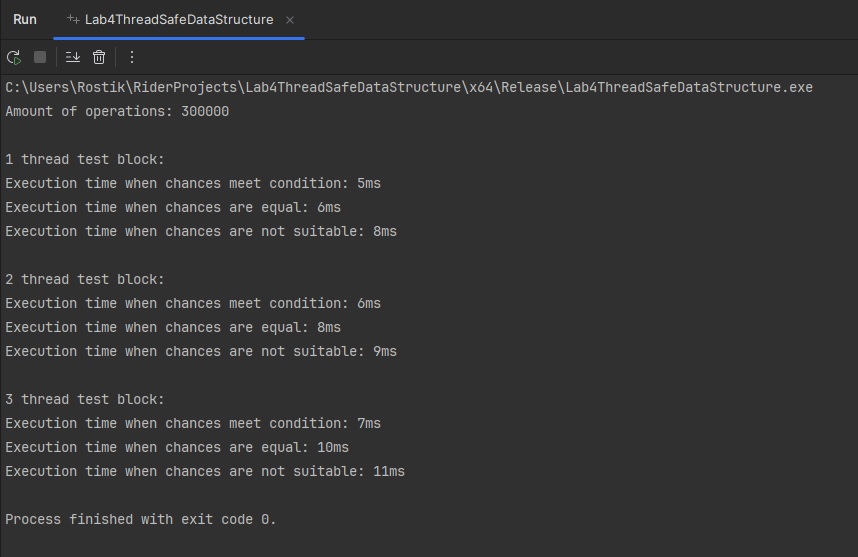 Run Lab4ThreadSafeDataStructure
C:\Users\Rostik\RiderProjects\Lab4ThreadSafeDataStructure\x64\Release\Lab4ThreadSafeDataStructure.exe
Amount of operations: 300000
1 thread test block:
Execution time when chances meet condition: 5ms
Execution time when chances are equal: 6ms
Execution time when chances are not suitable: 8ms
2 thread test block:
Execution time when chances meet condition: 6ms
Execution time when chances are equal: 8ms
Execution time when chances are not suitable: 9ms
3 thread test block:
Execution time when chances meet condition: 7ms
Execution time when chances are equal: 10ms
Execution time when chances are not suitable: 11ms
Process finished with exit code 0.